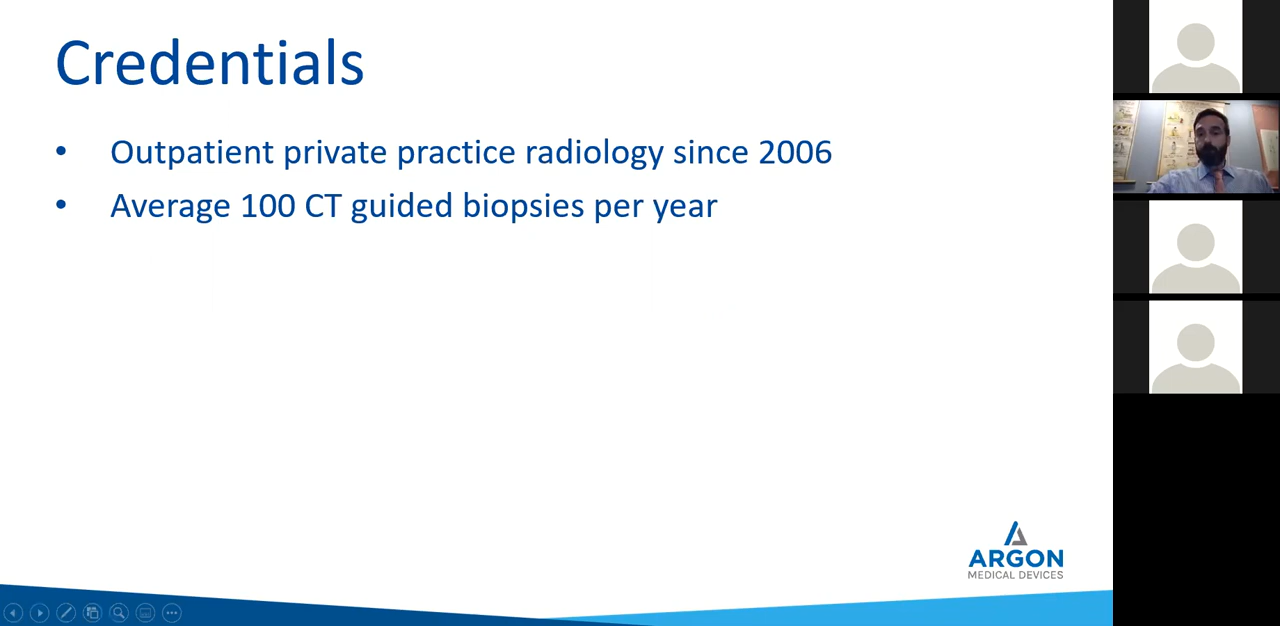 Credentials
• Outpatient private practice radiology since 2006
• Average 100 CT guided biopsies per year
ARGON
MEDICAL DEVICES